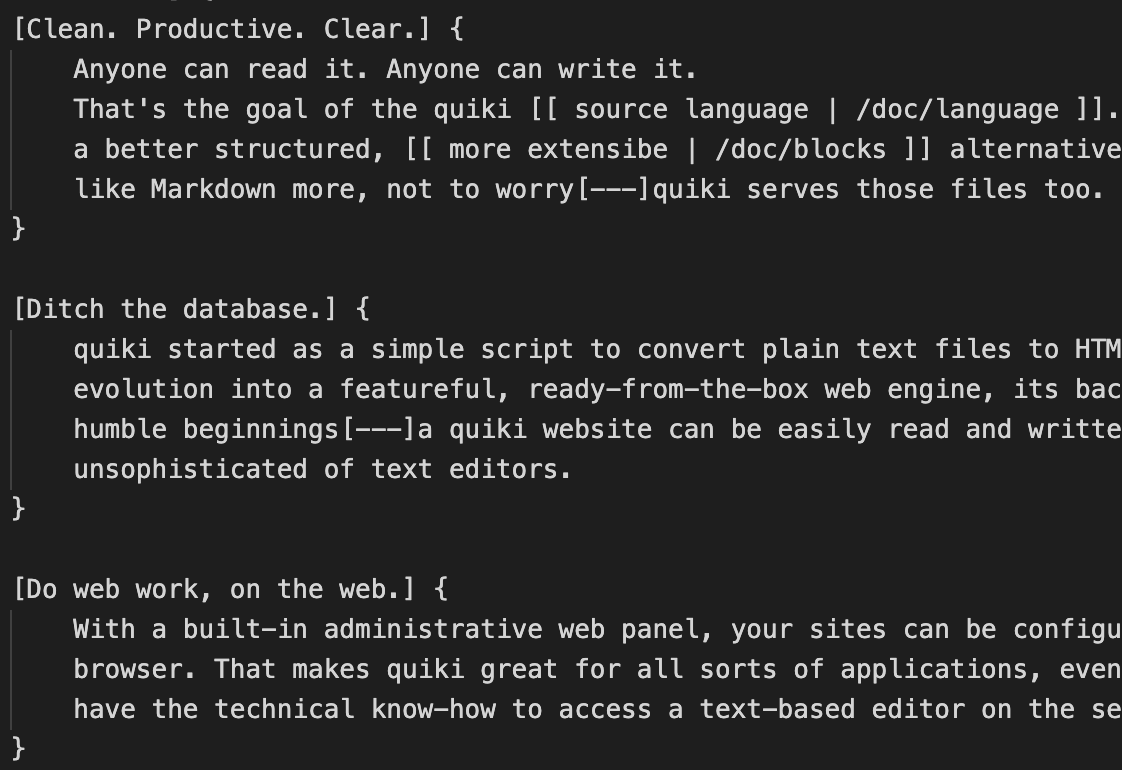 [Clean. Productive. Clear.] {
    Anyone can read it. Anyone can write it.
    That's the goal of the quiki [[ source language | /doc/language ]].
    a better structured, [[ more extensibe | /doc/blocks ]] alternative
    like Markdown more, not to worry[---]quiki serves those files too.
}

[Ditch the database.] {
    quiki started as a simple script to convert plain text files to HTM
    evolution into a featureful, ready-from-the-box web engine, its bac
    humble beginnings[---]a quiki website can be easily read and writte
    unsophisticated of text editors.
}

[Do web work, on the web.] {
    With a built-in administrative web panel, your sites can be configu
    browser. That makes quiki great for all sorts of applications, even
    have the technical know-how to access a text-based editor on the se
}